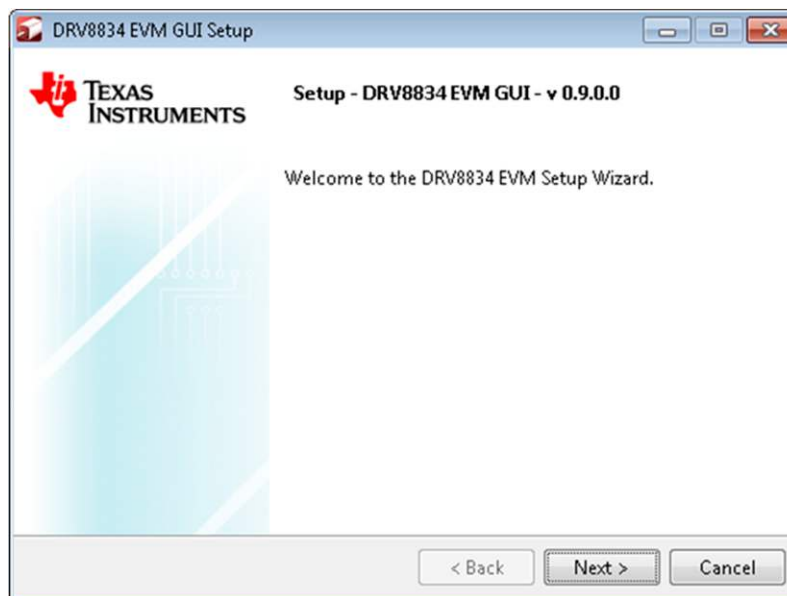 DRV8834 EVM GUI Setup
TEXAS
INSTRUMENTS
Setup - DRV8834 EVM GUI - v 0.9.0.0
Welcome to the DRV8834 EVM Setup Wizard.
< Back
Next >
Cancel